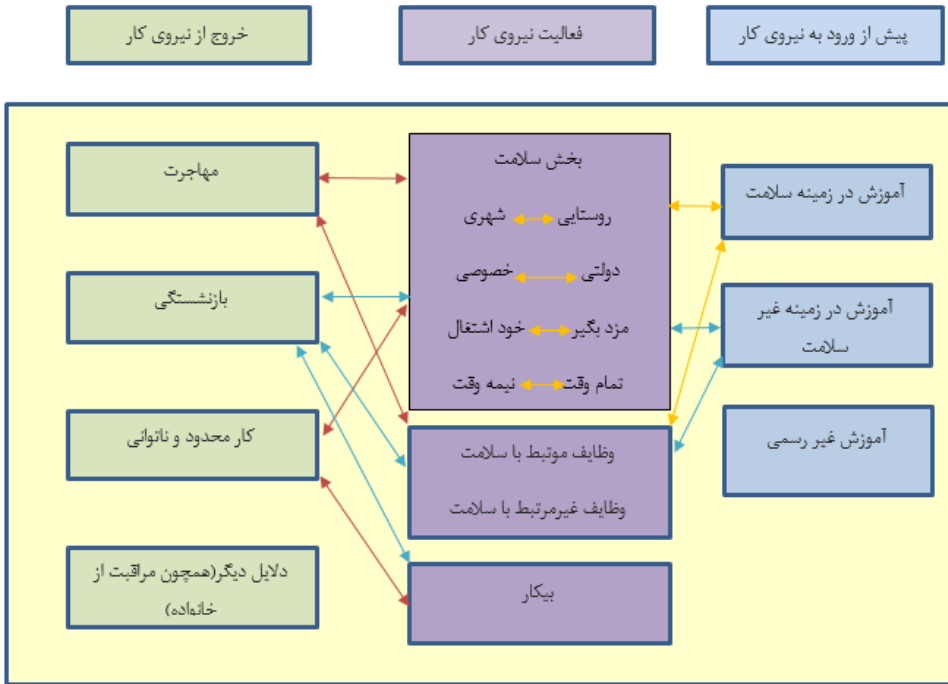 پیش از ورود به نیروی کار
فعالیت نیروی کار
خروج از نیروی کار
آموزش در زمینه سلامت
آموزش در زمینه غیر
سلامت
آموزش غیر رسمی
بخش سلامت
روستایی شهری
دولتی خصوصی
مزد بگیر خود اشتغال
تمام وقت نیمه وقت
وظایف موتبط با سلامت
وظایف غیرمرتبط با سلامت
بیکار
مهاجرت
بازنشستگی
کار محدود و ناتوانی
دلایل دیگر(همچون مراقبت از
خانواده)